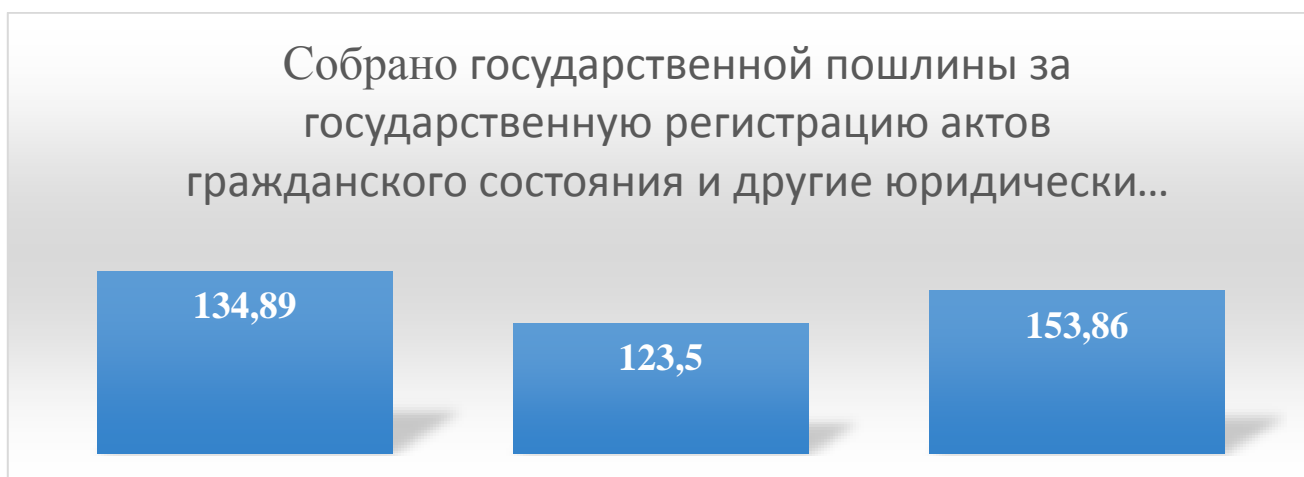 Собрано государственной пошлины за
государственную регистрацию актов
гражданского состояния и другие юридически...
134,89
123,5
153,86